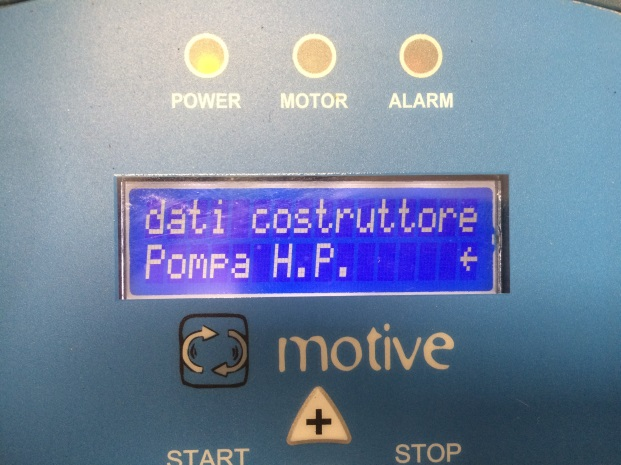 POWER MOTOR ALARM
dati costruttore
Pompa H.P. ←
motive
+
START STOP